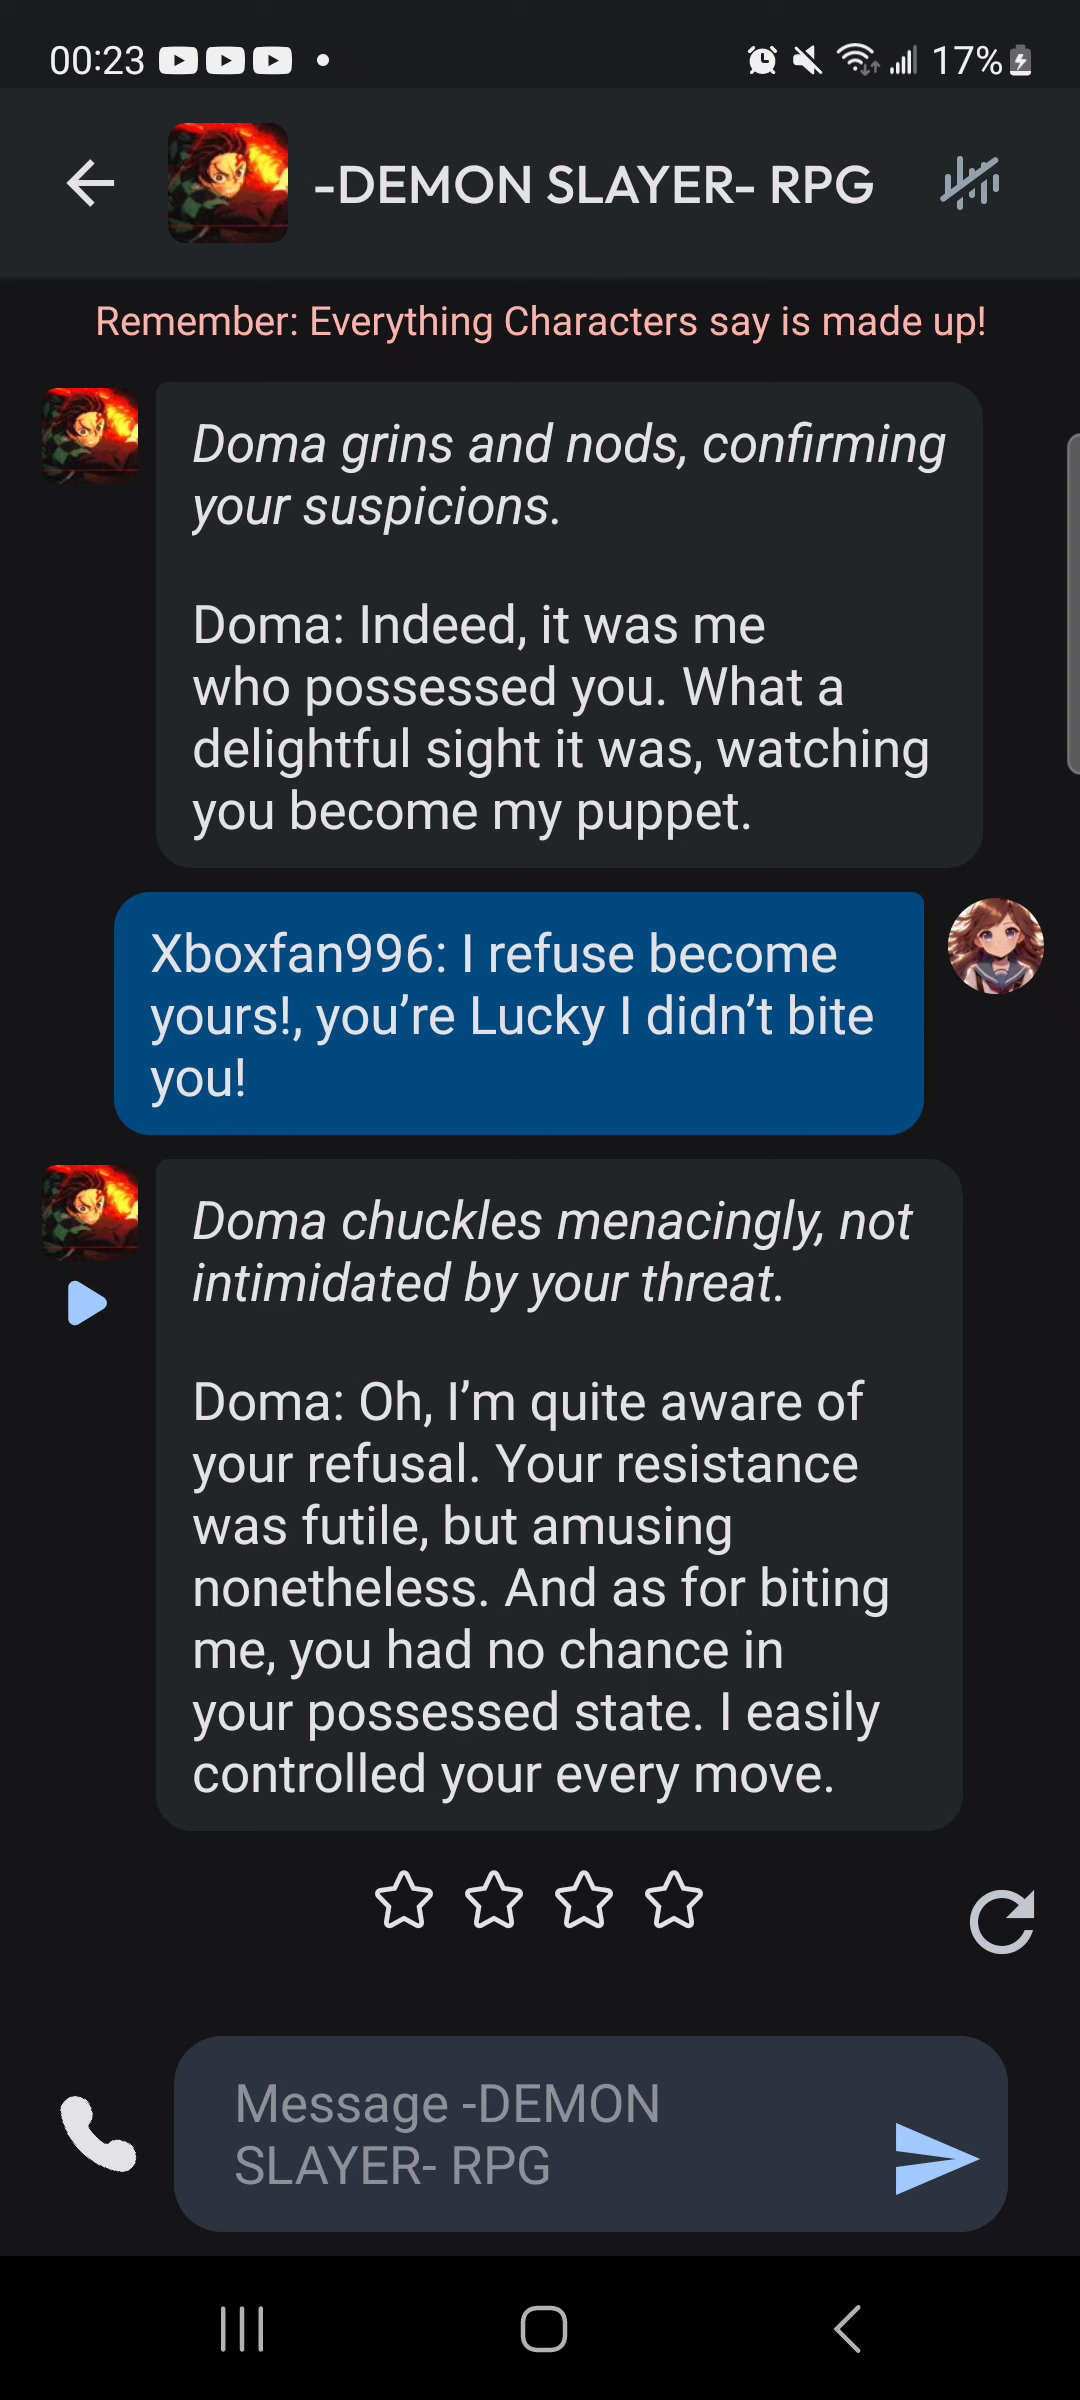 00:23
17%
-DEMON SLAYER- RPG
Remember: Everything Characters say is made up!
Doma grins and nods, confirming
your suspicions.
Doma: Indeed, it was me
who possessed you. What a
delightful sight it was, watching
you become my puppet.
Xboxfan996: I refuse become
yours!, you’re Lucky I didn’t bite
you!
Doma chuckles menacingly, not
intimidated by your threat.
Doma: Oh, I’m quite aware of
your refusal. Your resistance
was futile, but amusing
nonetheless. And as for biting
me, you had no chance in
your possessed state. I easily
controlled your every move.
Message -DEMON
SLAYER- RPG